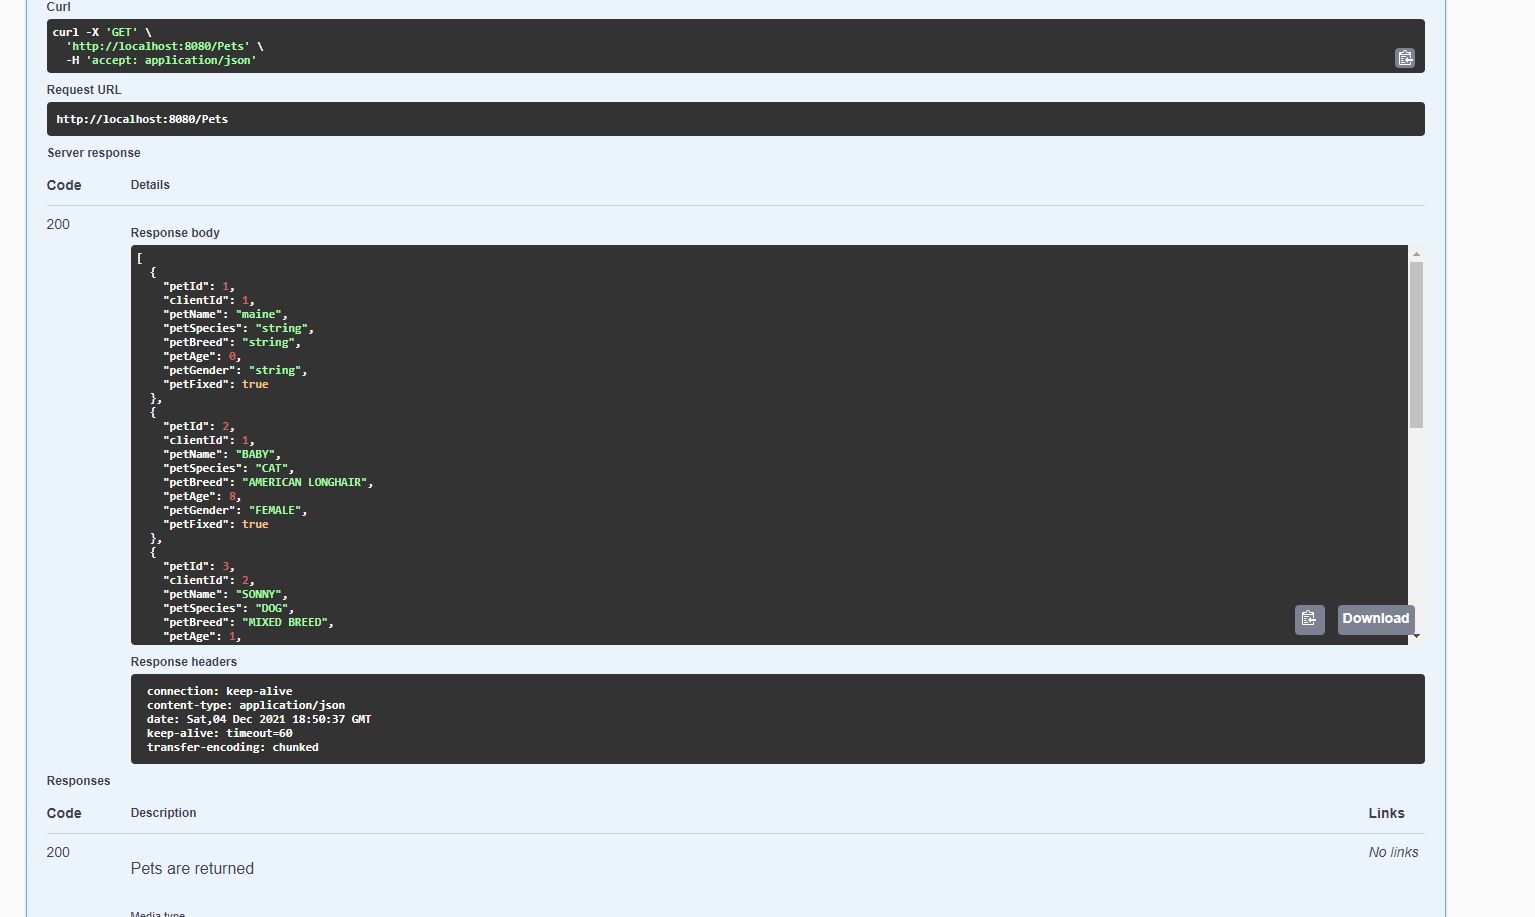 Curl
curl -X 'GET' \
  'http://localhost:8080/Pets' \
  -H 'accept: application/json'
Request URL
http://localhost:8080/Pets
Server response
Code Details
200
Response body
[
  {
    "petId": 1,
    "clientId": 1,
    "petName": "maine",
    "petSpecies": "string",
    "petBreed": "string",
    "petAge": 0,
    "petGender": "string",
    "petFixed": true
  },
  {
    "petId": 2,
    "clientId": 1,
    "petName": "BABY",
    "petSpecies": "CAT",
    "petBreed": "AMERICAN LONGHAIR",
    "petAge": 8,
    "petGender": "FEMALE",
    "petFixed": true
  },
  {
    "petId": 3,
    "clientId": 2,
    "petName": "SONNY",
    "petSpecies": "DOG",
    "petBreed": "MIXED BREED",
    "petAge": 1,
Download
Response headers
connection: keep-alive
content-type: application/json
date: Sat,04 Dec 2021 18:50:37 GMT
keep-alive: timeout=60
transfer-encoding: chunked
Responses
Code Description Links
200 No links
Pets are returned
Media type